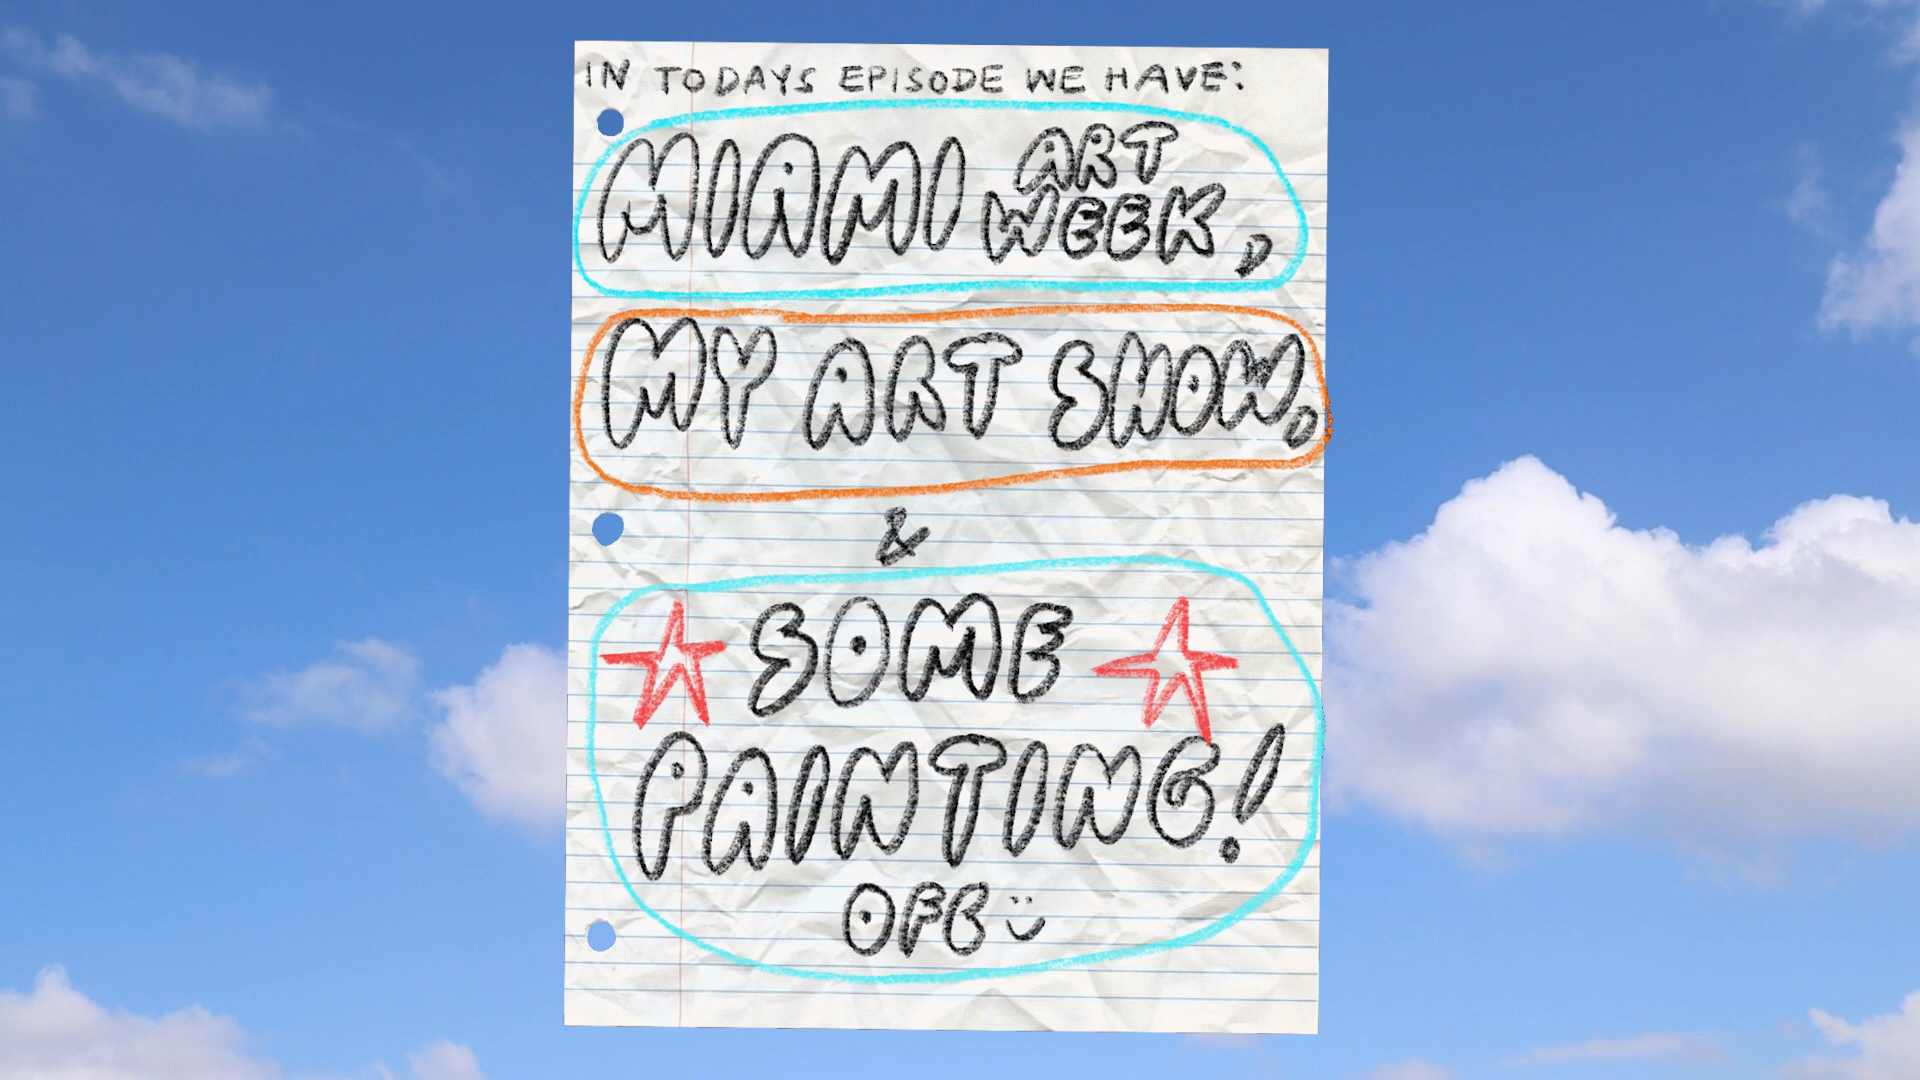 IN TODAYS EPISODE WE HAVE:
MIAMI ART WEEK,
MY ART SHOW,
&
SOME
PAINTING!
OFC